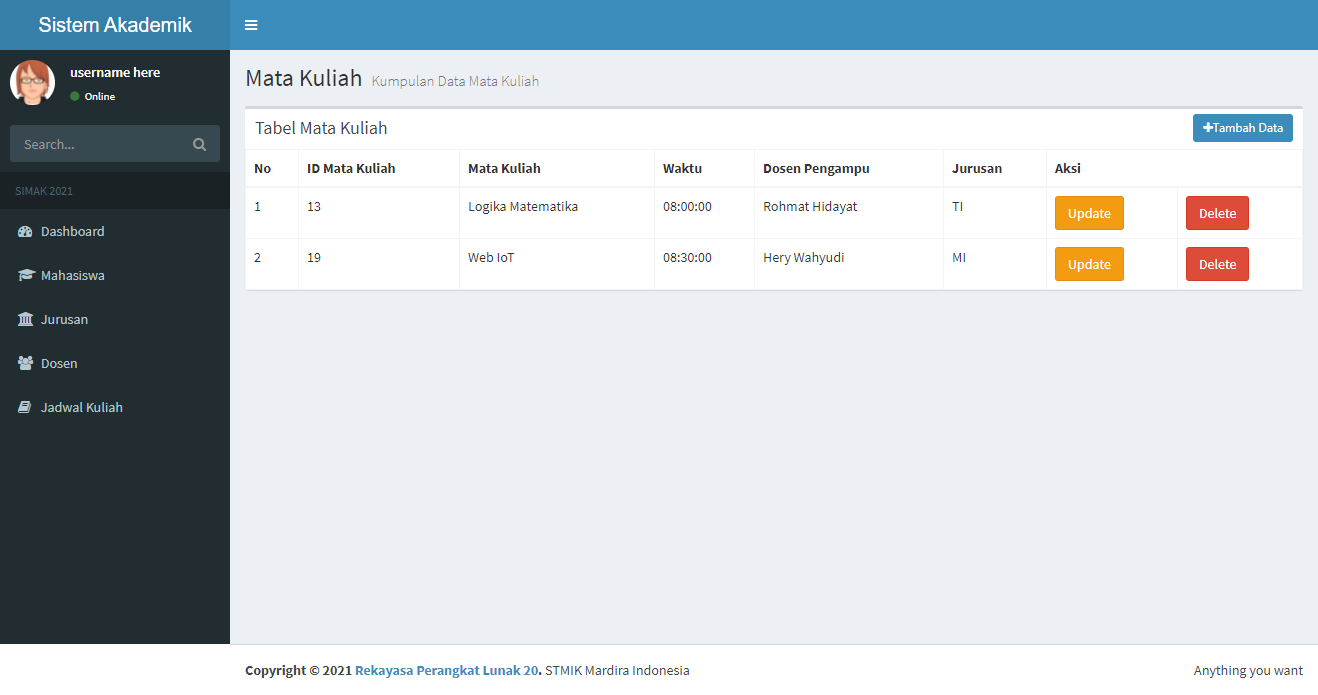 Sistem Akademik
username here
Online
Search...
SIMAK 2021
Dashboard
Mahasiswa
Jurusan
Dosen
Jadwal Kuliah
Mata Kuliah Kumpulan Data Mata Kuliah
Tabel Mata Kuliah
Tambah Data
No ID Mata Kuliah Mata Kuliah Waktu Dosen Pengampu Jurusan Aksi
1 13 Logika Matematika 08:00:00 Rohmat Hidayat TI Update Delete
2 19 Web IoT 08:30:00 Hery Wahyudi MI Update Delete
Copyright © 2021 Rekayasa Perangkat Lunak 20. STMIK Mardira Indonesia
Anything you want